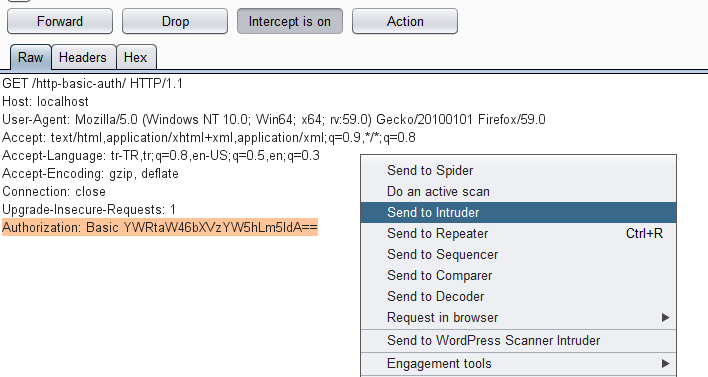 Forward Drop Intercept is on Action
Raw Headers Hex
GET /http-basic-auth/ HTTP/1.1
Host: localhost
User-Agent: Mozilla/5.0 (Windows NT 10.0; Win64; x64; rv:59.0) Gecko/20100101 Firefox/59.0
Accept: text/html,application/xhtml+xml,application/xml;q=0.9,*/*;q=0.8
Accept-Language: tr-TR,tr;q=0.8,en-US;q=0.5,en;q=0.3
Accept-Encoding: gzip, deflate
Connection: close
Upgrade-Insecure-Requests: 1
Authorization: Basic YWRtaW46bXVzYW5hLm5ldA==
Send to Spider
Do an active scan
Send to Intruder
Send to Repeater Ctrl+R
Send to Sequencer
Send to Comparer
Send to Decoder
Request in browser
Send to WordPress Scanner Intruder
Engagement tools